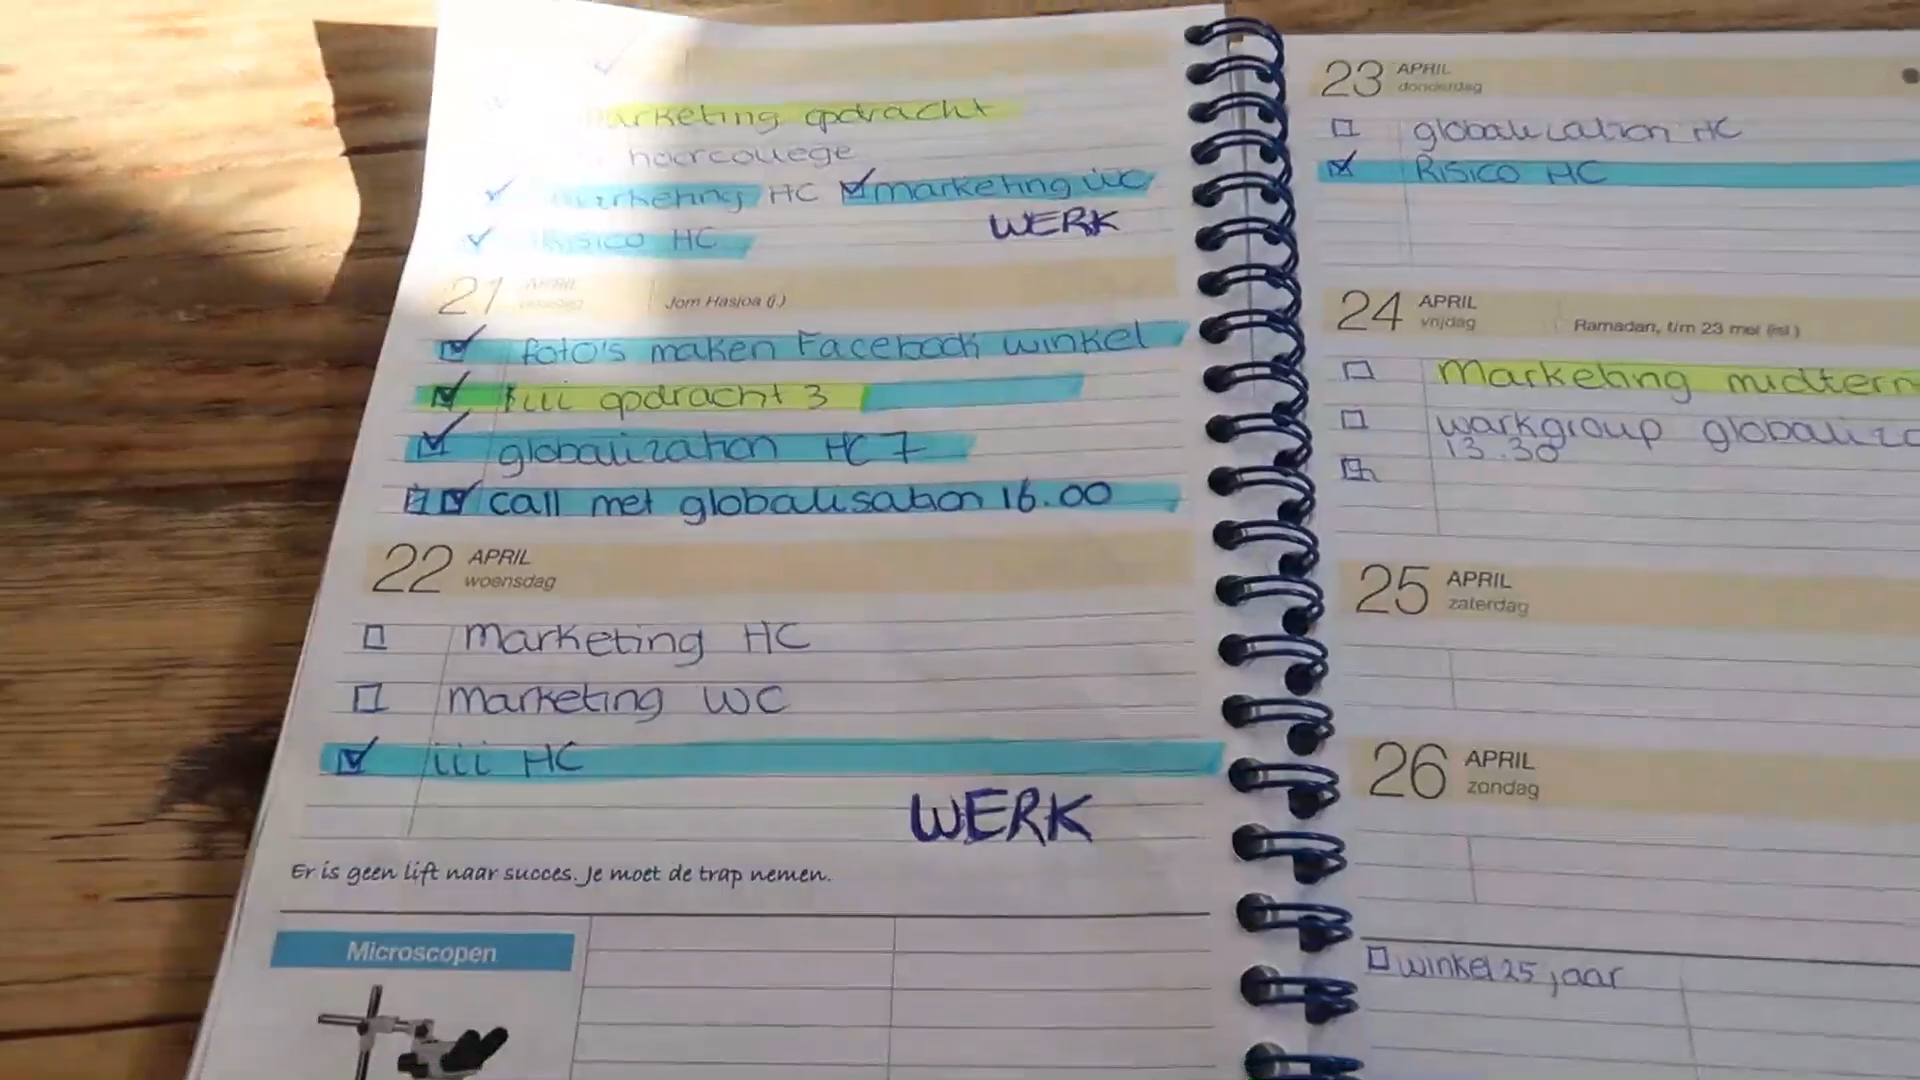 marketing opdracht
hoorcollege
marketing HC marketing WC
WERK
Risico HC
21 APRIL
dinsdag Jom Hasjoa (j.)
foto's maken Facebook winkel
iii opdracht 3
globalization HC 7
call met globalisation 16.00
22 APRIL
woensdag
Marketing HC
Marketing WC
iii HC
WERK
Er is geen lift naar succes. Je moet de trap nemen.
Microscopen
23 APRIL
donderdag
globalization HC
Risico HC
24 APRIL
vrijdag Ramadan, t/m 23 mei (isl.)
Marketing midterm
workgroup
13.30
25 APRIL
zaterdag
26 APRIL
zondag
winkel 25 jaar